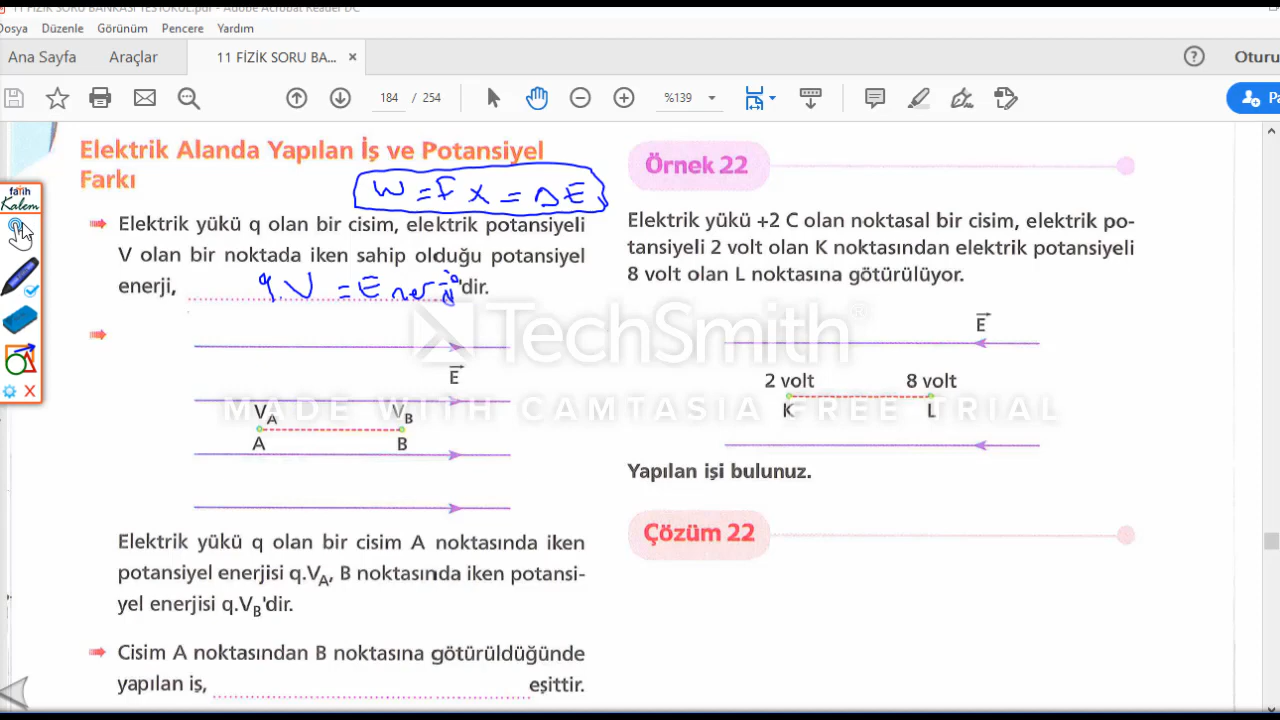 11 FİZİK SORU BANKASI TESTOKUL.pdf - Adobe Acrobat Reader DC
Dosya Düzenle Görünüm Pencere Yardım
Ana Sayfa Araçlar 11 FİZİK SORU BA... × Oturu
184 / 254 %139
fatih
Kalem
Elektrik Alanda Yapılan İş ve Potansiyel
Farkı
W = F X = ΔE
Elektrik yükü q olan bir cisim, elektrik potansiyeli
V olan bir noktada iken sahip olduğu potansiyel
enerji, q.V = Enerji 'dir.
E
V_A V_B
A B
Elektrik yükü q olan bir cisim A noktasında iken
potansiyel enerjisi q.V_A, B noktasında iken potansi-
yel enerjisi q.V_B'dir.
Cisim A noktasından B noktasına götürüldüğünde
yapılan iş, eşittir.
Örnek 22
Elektrik yükü +2 C olan noktasal bir cisim, elektrik po-
tansiyeli 2 volt olan K noktasından elektrik potansiyeli
8 volt olan L noktasına götürülüyor.
E
2 volt 8 volt
K L
Yapılan işi bulunuz.
Çözüm 22
TechSmith®
MADE WITH CAMTASIA FREE TRIAL